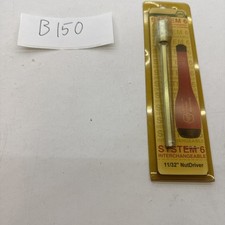 B150
SYSTEM 6
INTERCHANGEABLE
11/32" NutDriver